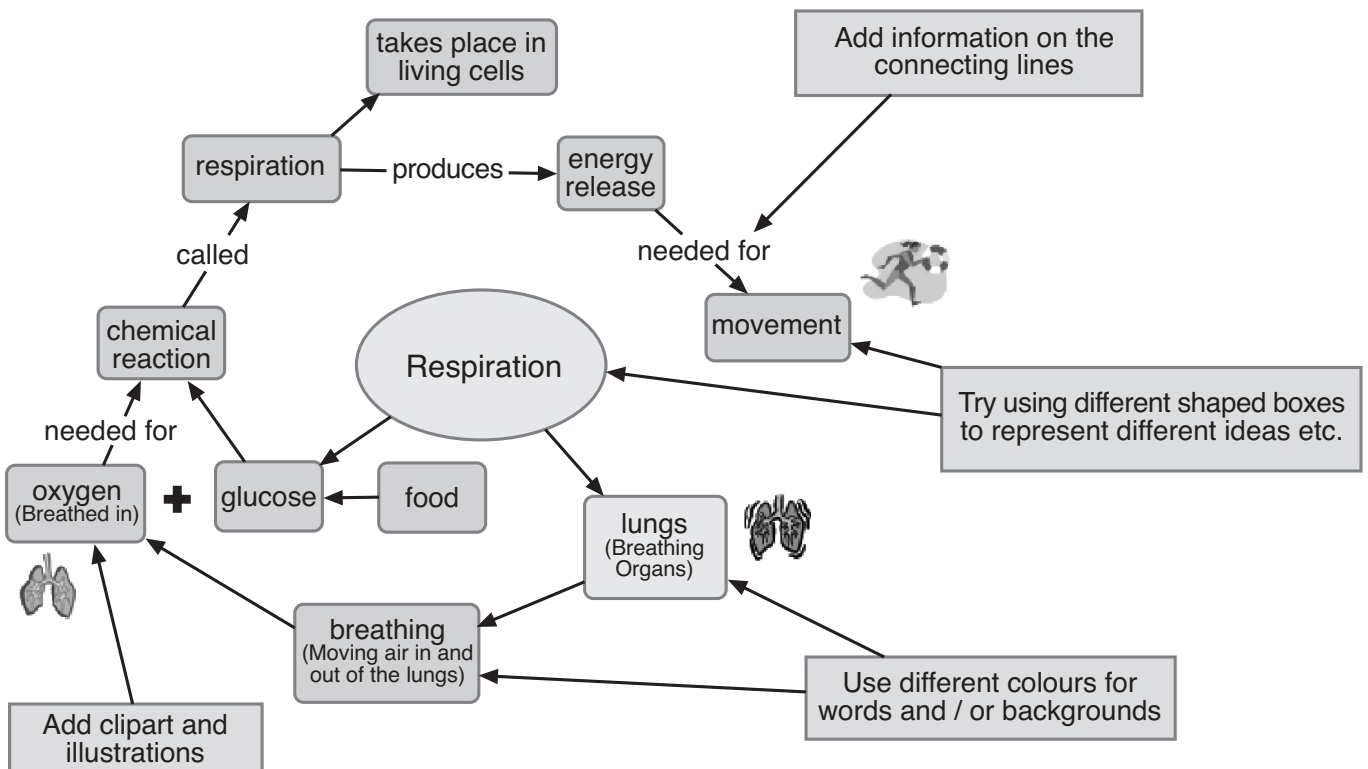 takes place in
living cells
Add information on the
connecting lines
respiration
produces
energy
release
called
needed for
chemical
reaction
Respiration
movement
Try using different shaped boxes
to represent different ideas etc.
needed for
oxygen
(Breathed in)
+
glucose
food
lungs
(Breathing
Organs)
breathing
(Moving air in and
out of the lungs)
Use different colours for
words and / or backgrounds
Add clipart and
illustrations